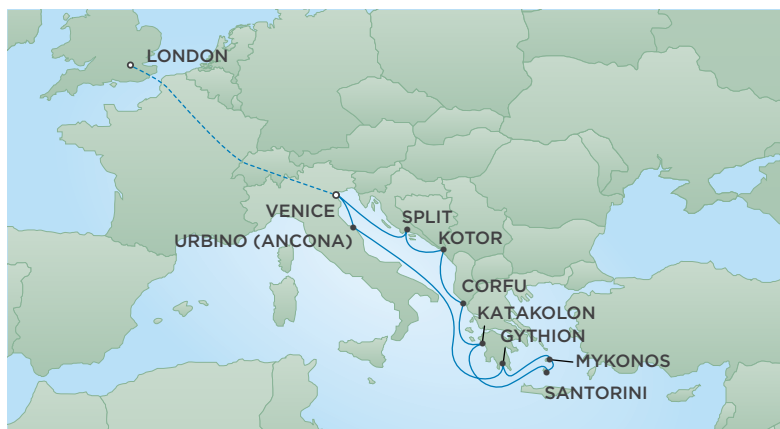 LONDON
VENICE
SPLIT
URBINO (ANCONA)
KOTOR
CORFU
KATAKOLON
GYTHION
MYKONOS
SANTORINI